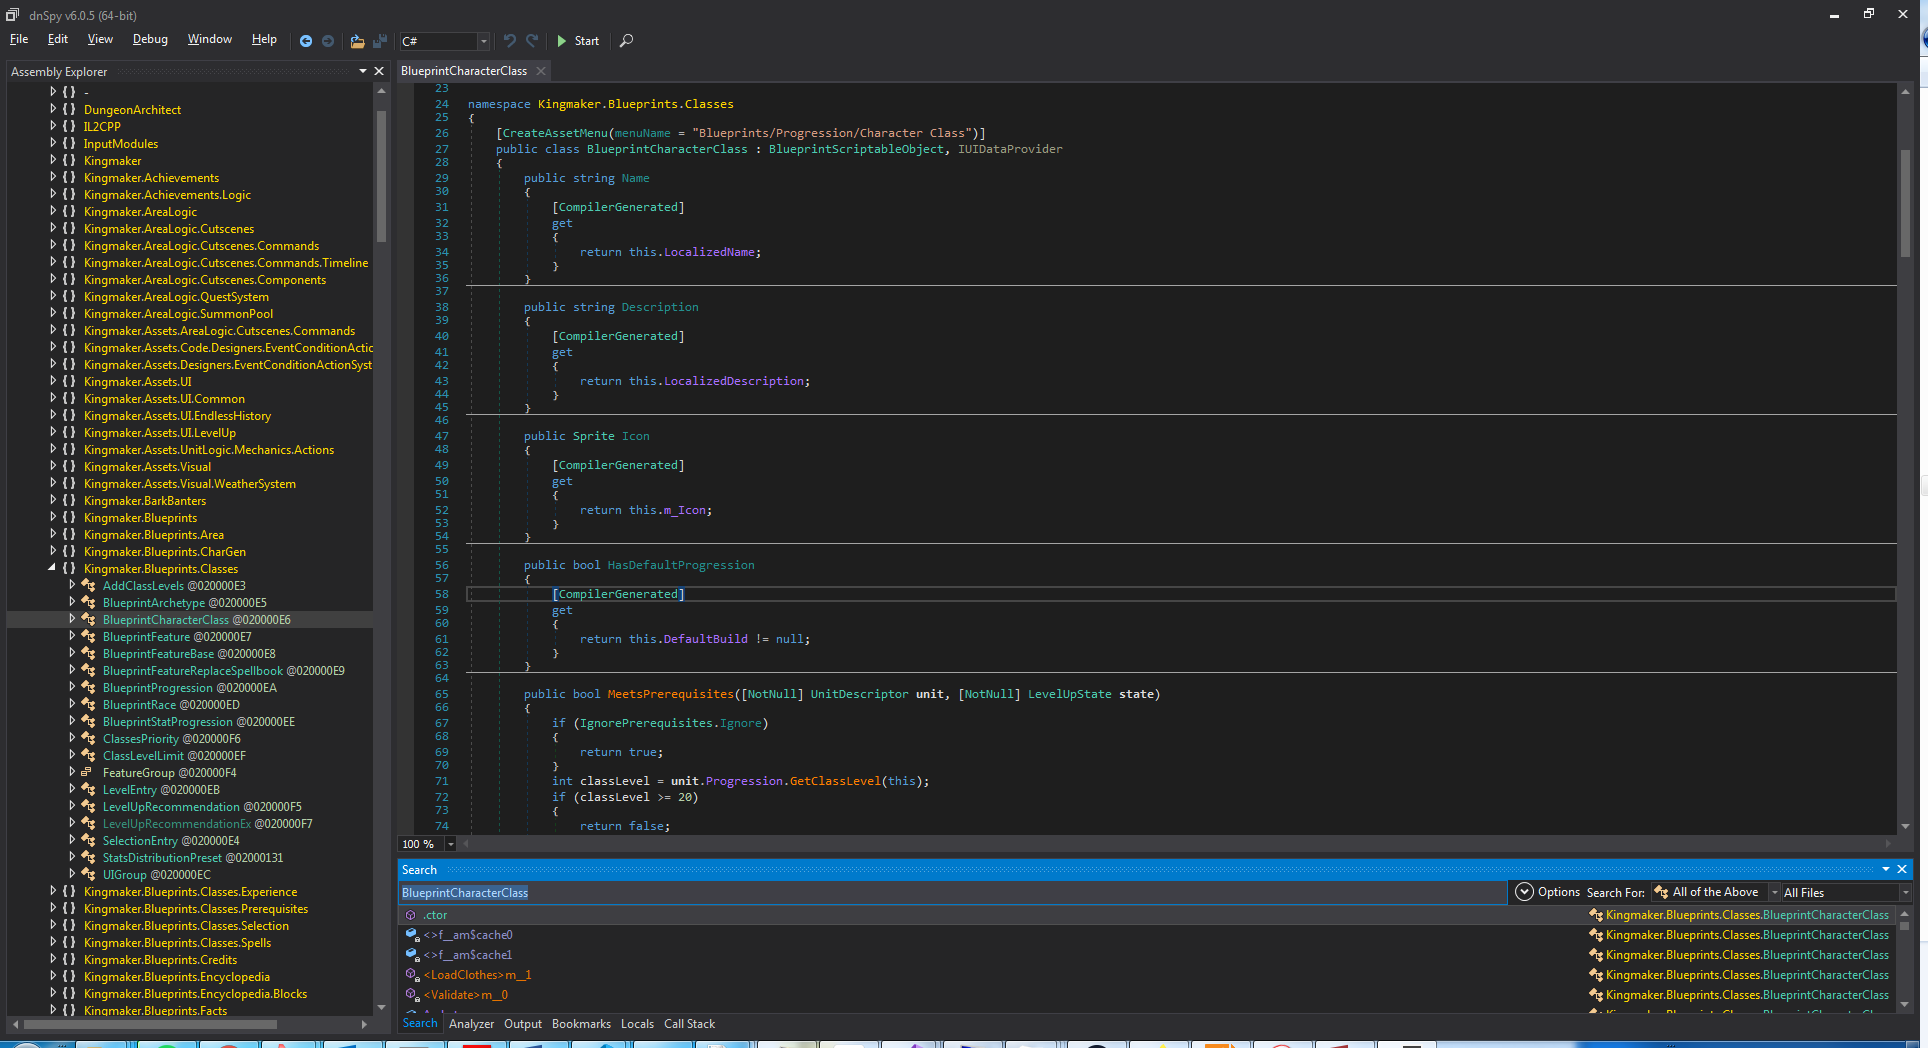 dnSpy v6.0.5 (64-bit)
File Edit View Debug Window Help C# Start
Assembly Explorer
-
DungeonArchitect
IL2CPP
InputModules
Kingmaker
Kingmaker.Achievements
Kingmaker.Achievements.Logic
Kingmaker.AreaLogic
Kingmaker.AreaLogic.Cutscenes
Kingmaker.AreaLogic.Cutscenes.Commands
Kingmaker.AreaLogic.Cutscenes.Commands.Timeline
Kingmaker.AreaLogic.Cutscenes.Components
Kingmaker.AreaLogic.QuestSystem
Kingmaker.AreaLogic.SummonPool
Kingmaker.Assets.AreaLogic.Cutscenes.Commands
Kingmaker.Assets.Code.Designers.EventConditionActic
Kingmaker.Assets.Designers.EventConditionActionSyst
Kingmaker.Assets.UI
Kingmaker.Assets.UI.Common
Kingmaker.Assets.UI.EndlessHistory
Kingmaker.Assets.UI.LevelUp
Kingmaker.Assets.UnitLogic.Mechanics.Actions
Kingmaker.Assets.Visual
Kingmaker.Assets.Visual.WeatherSystem
Kingmaker.BarkBanters
Kingmaker.Blueprints
Kingmaker.Blueprints.Area
Kingmaker.Blueprints.CharGen
Kingmaker.Blueprints.Classes
AddClassLevels @020000E3
BlueprintArchetype @020000E5
BlueprintCharacterClass @020000E6
BlueprintFeature @020000E7
BlueprintFeatureBase @020000E8
BlueprintFeatureReplaceSpellbook @020000E9
BlueprintProgression @020000EA
BlueprintRace @020000ED
BlueprintStatProgression @020000EE
ClassesPriority @020000F6
ClassLevelLimit @020000EF
FeatureGroup @020000F4
LevelEntry @020000EB
LevelUpRecommendation @020000F5
LevelUpRecommendationEx @020000F7
SelectionEntry @020000E4
StatsDistributionPreset @02000131
UIGroup @020000EC
Kingmaker.Blueprints.Classes.Experience
Kingmaker.Blueprints.Classes.Prerequisites
Kingmaker.Blueprints.Classes.Selection
Kingmaker.Blueprints.Classes.Spells
Kingmaker.Blueprints.Credits
Kingmaker.Blueprints.Encyclopedia
Kingmaker.Blueprints.Encyclopedia.Blocks
Kingmaker.Blueprints.Facts
BlueprintCharacterClass
23
24 namespace Kingmaker.Blueprints.Classes
25 {
26 [CreateAssetMenu(menuName = "Blueprints/Progression/Character Class")]
27 public class BlueprintCharacterClass : BlueprintScriptableObject, IUIDataProvider
28 {
29 public string Name
30 {
31 [CompilerGenerated]
32 get
33 {
34 return this.LocalizedName;
35 }
36 }
37
38 public string Description
39 {
40 [CompilerGenerated]
41 get
42 {
43 return this.LocalizedDescription;
44 }
45 }
46
47 public Sprite Icon
48 {
49 [CompilerGenerated]
50 get
51 {
52 return this.m_Icon;
53 }
54 }
55
56 public bool HasDefaultProgression
57 {
58 [CompilerGenerated]
59 get
60 {
61 return this.DefaultBuild != null;
62 }
63 }
64
65 public bool MeetsPrerequisites([NotNull] UnitDescriptor unit, [NotNull] LevelUpState state)
66 {
67 if (IgnorePrerequisites.Ignore)
68 {
69 return true;
70 }
71 int classLevel = unit.Progression.GetClassLevel(this);
72 if (classLevel >= 20)
73 {
74 return false;
100 %
Search
BlueprintCharacterClass Options Search For: All of the Above All Files
.ctor Kingmaker.Blueprints.Classes.BlueprintCharacterClass
<>f__am$cache0 Kingmaker.Blueprints.Classes.BlueprintCharacterClass
<>f__am$cache1 Kingmaker.Blueprints.Classes.BlueprintCharacterClass
<LoadClothes>m__1 Kingmaker.Blueprints.Classes.BlueprintCharacterClass
<Validate>m__0 Kingmaker.Blueprints.Classes.BlueprintCharacterClass
Search Analyzer Output Bookmarks Locals Call Stack